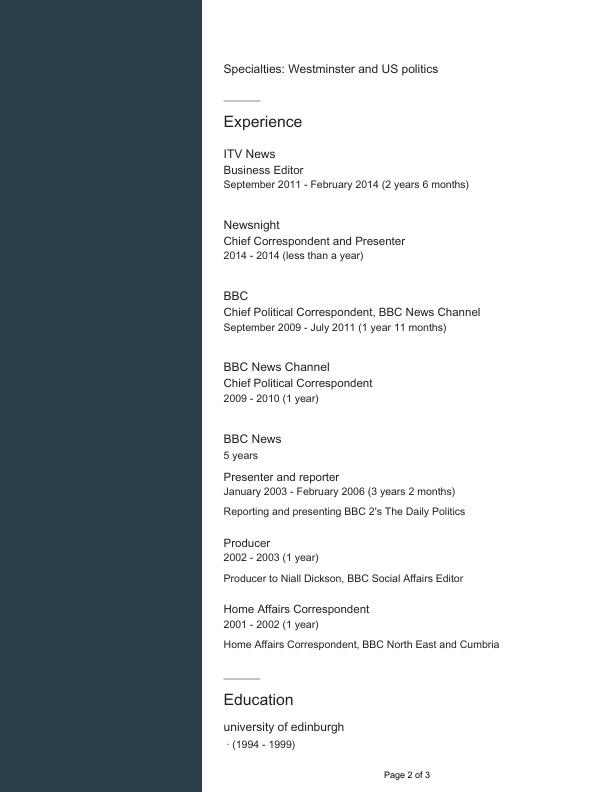 Specialties: Westminster and US politics
Experience
ITV News
Business Editor
September 2011 - February 2014 (2 years 6 months)
Newsnight
Chief Correspondent and Presenter
2014 - 2014 (less than a year)
BBC
Chief Political Correspondent, BBC News Channel
September 2009 - July 2011 (1 year 11 months)
BBC News Channel
Chief Political Correspondent
2009 - 2010 (1 year)
BBC News
5 years
Presenter and reporter
January 2003 - February 2006 (3 years 2 months)
Reporting and presenting BBC 2's The Daily Politics
Producer
2002 - 2003 (1 year)
Producer to Niall Dickson, BBC Social Affairs Editor
Home Affairs Correspondent
2001 - 2002 (1 year)
Home Affairs Correspondent, BBC North East and Cumbria
Education
university of edinburgh
· (1994 - 1999)
Page 2 of 3